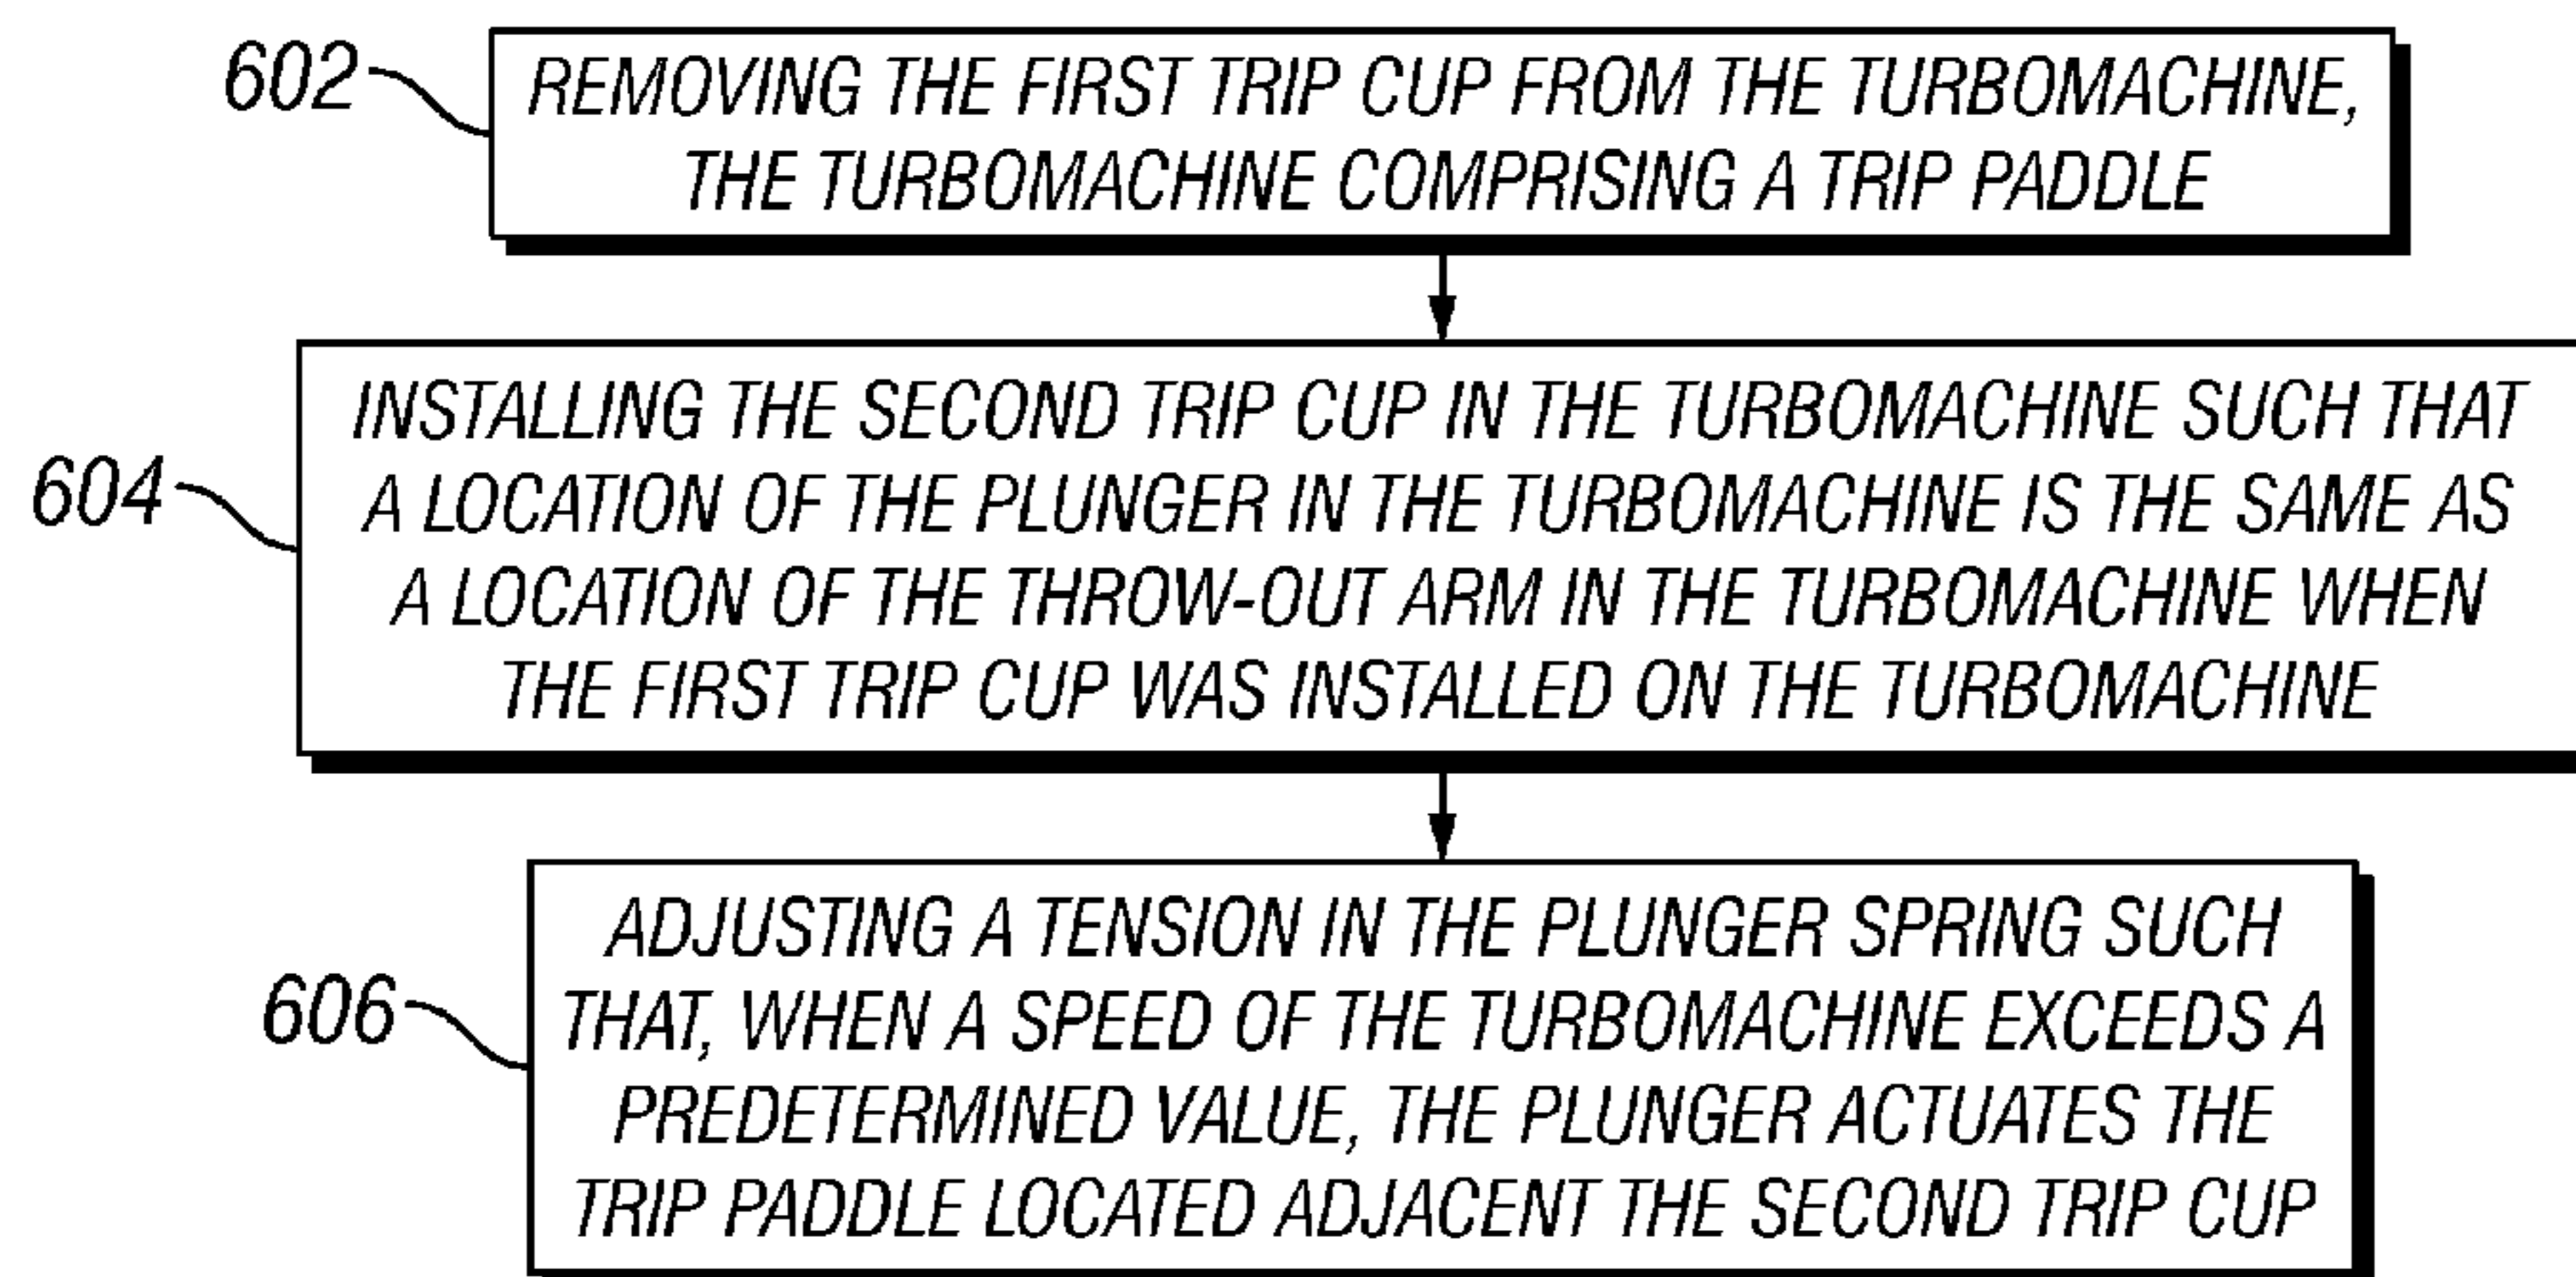 602
REMOVING THE FIRST TRIP CUP FROM THE TURBOMACHINE,
THE TURBOMACHINE COMPRISING A TRIP PADDLE
604
INSTALLING THE SECOND TRIP CUP IN THE TURBOMACHINE SUCH THAT
A LOCATION OF THE PLUNGER IN THE TURBOMACHINE IS THE SAME AS
A LOCATION OF THE THROW-OUT ARM IN THE TURBOMACHINE WHEN
THE FIRST TRIP CUP WAS INSTALLED ON THE TURBOMACHINE
606
ADJUSTING A TENSION IN THE PLUNGER SPRING SUCH
THAT, WHEN A SPEED OF THE TURBOMACHINE EXCEEDS A
PREDETERMINED VALUE, THE PLUNGER ACTUATES THE
TRIP PADDLE LOCATED ADJACENT THE SECOND TRIP CUP